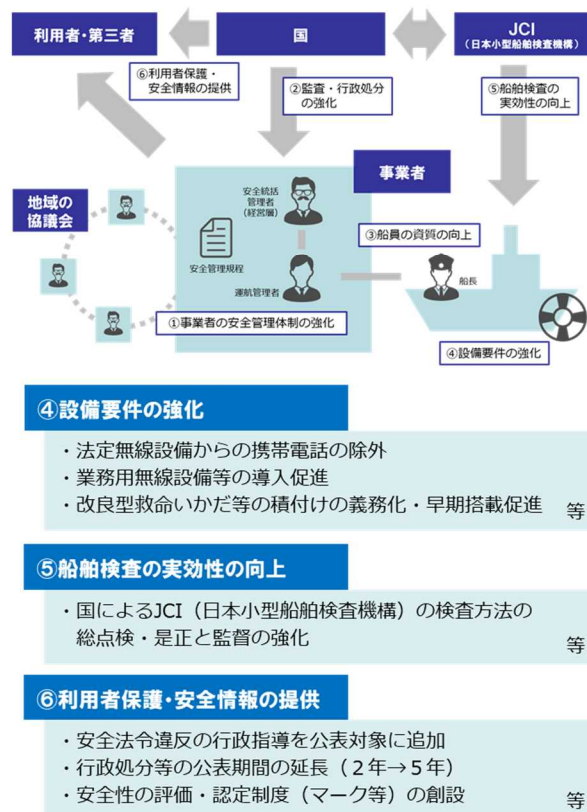 利用者・第三者
国
JCI
(日本小型船舶検査機構)
⑥利用者保護・
安全情報の提供
②監査・行政処分
の強化
⑤船舶検査の
実効性の向上
事業者
地域の
協議会
安全統括
管理者
(経営層)
③船員の資質の向上
安全管理規程
運航管理者
船長
①事業者の安全管理体制の強化
④設備要件の強化
④設備要件の強化
・法定無線設備からの携帯電話の除外
・業務用無線設備等の導入促進
・改良型救命いかだ等の積付けの義務化・早期搭載促進 等
⑤船舶検査の実効性の向上
・国によるJCI(日本小型船舶検査機構)の検査方法の
総点検・是正と監督の強化 等
⑥利用者保護・安全情報の提供
・安全法令違反の行政指導を公表対象に追加
・行政処分等の公表期間の延長(2年→5年)
・安全性の評価・認定制度(マーク等)の創設 等